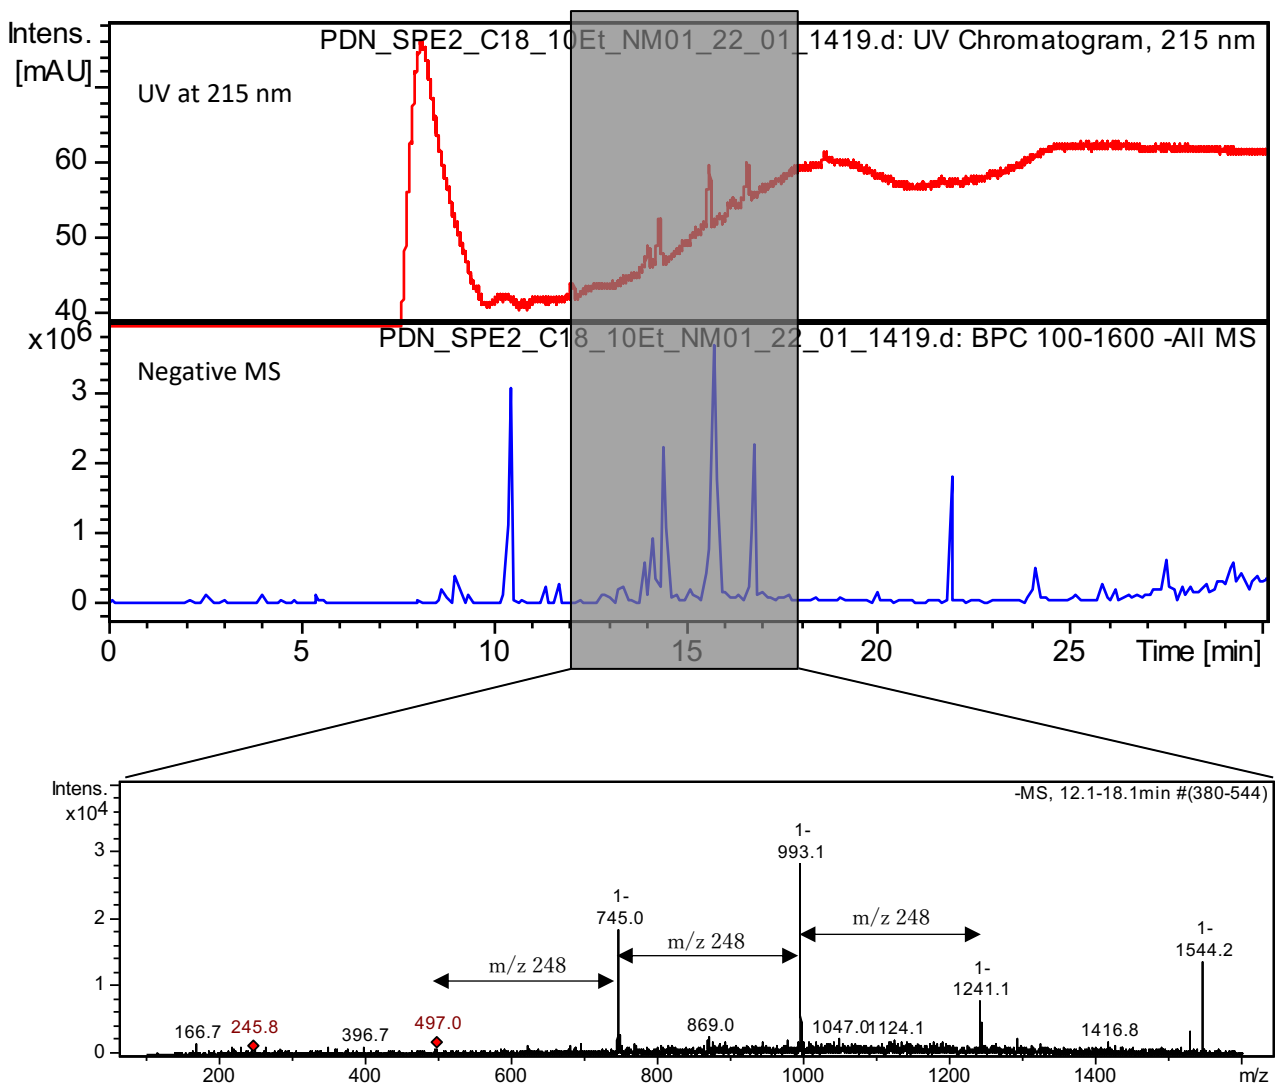 Intens.
[mAU]
PDN_SPE2_C18_10Et_NM01_22_01_1419.d: UV Chromatogram, 215 nm
UV at 215 nm
60
50
40
x10⁶
PDN_SPE2_C18_10Et_NM01_22_01_1419.d: BPC 100-1600 -All MS
Negative MS
3
2
1
0
0 5 10 15 20 25 Time [min]
Intens.
x10⁴
-MS, 12.1-18.1min #(380-544)
3
2
1
0
1-
993.1
1-
745.0
m/z 248
m/z 248
m/z 248
1-
1241.1
1-
1544.2
166.7 245.8 396.7 497.0 869.0 1047.0 1124.1 1416.8
200 400 600 800 1000 1200 1400 m/z